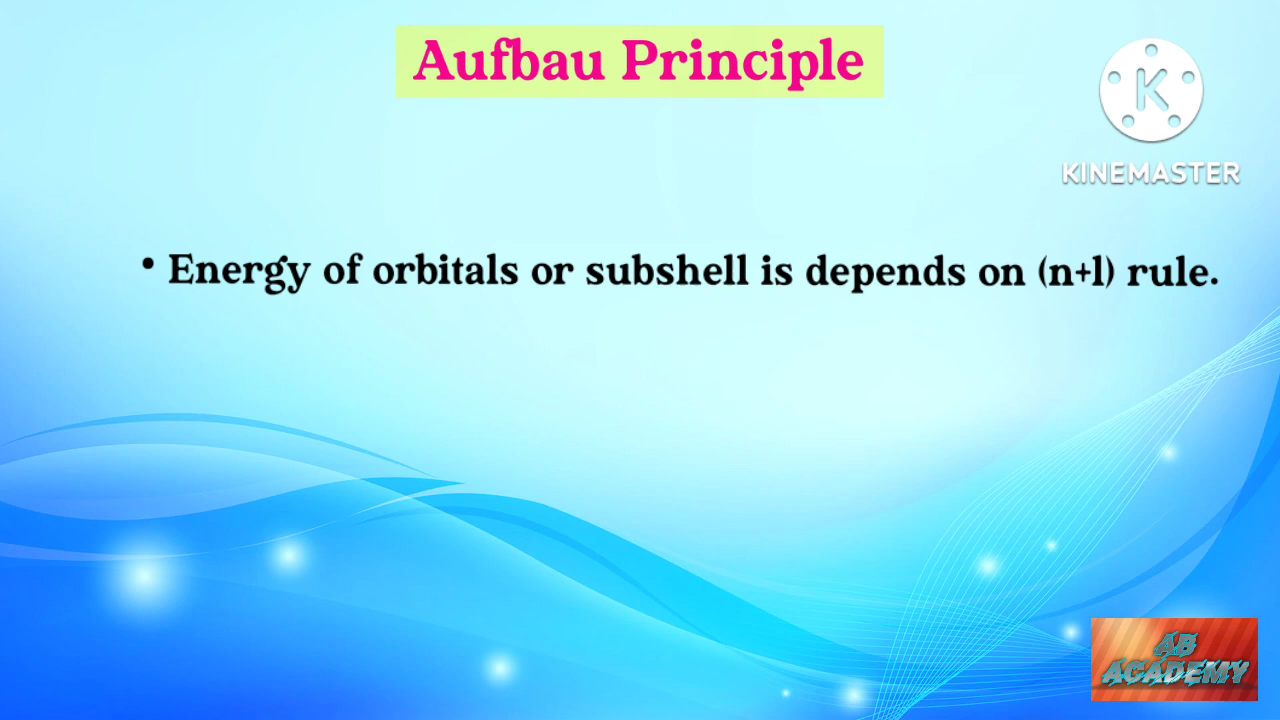 Aufbau Principle
K
KINEMASTER
• Energy of orbitals or subshell is depends on (n+l) rule.
AB
ACADEMY